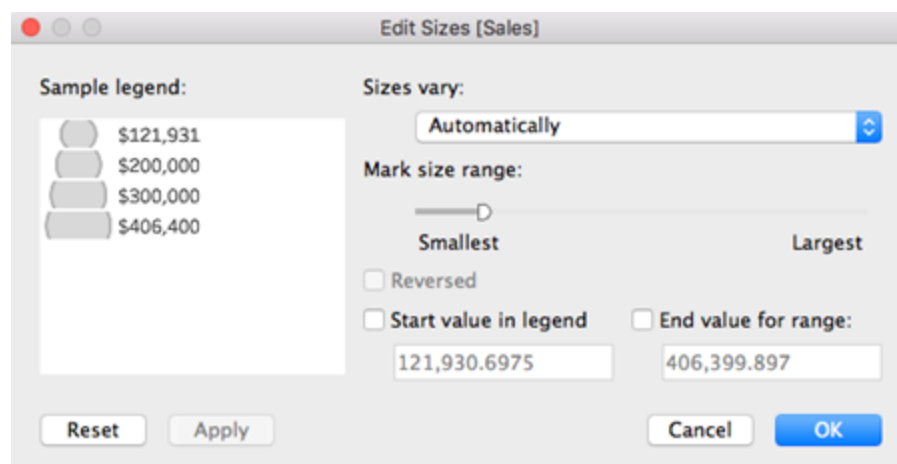 Edit Sizes [Sales]
Sample legend:
$121,931
$200,000
$300,000
$406,400
Sizes vary:
Automatically
Mark size range:
Smallest Largest
Reversed
Start value in legend End value for range:
121,930.6975 406,399.897
Reset Apply Cancel OK